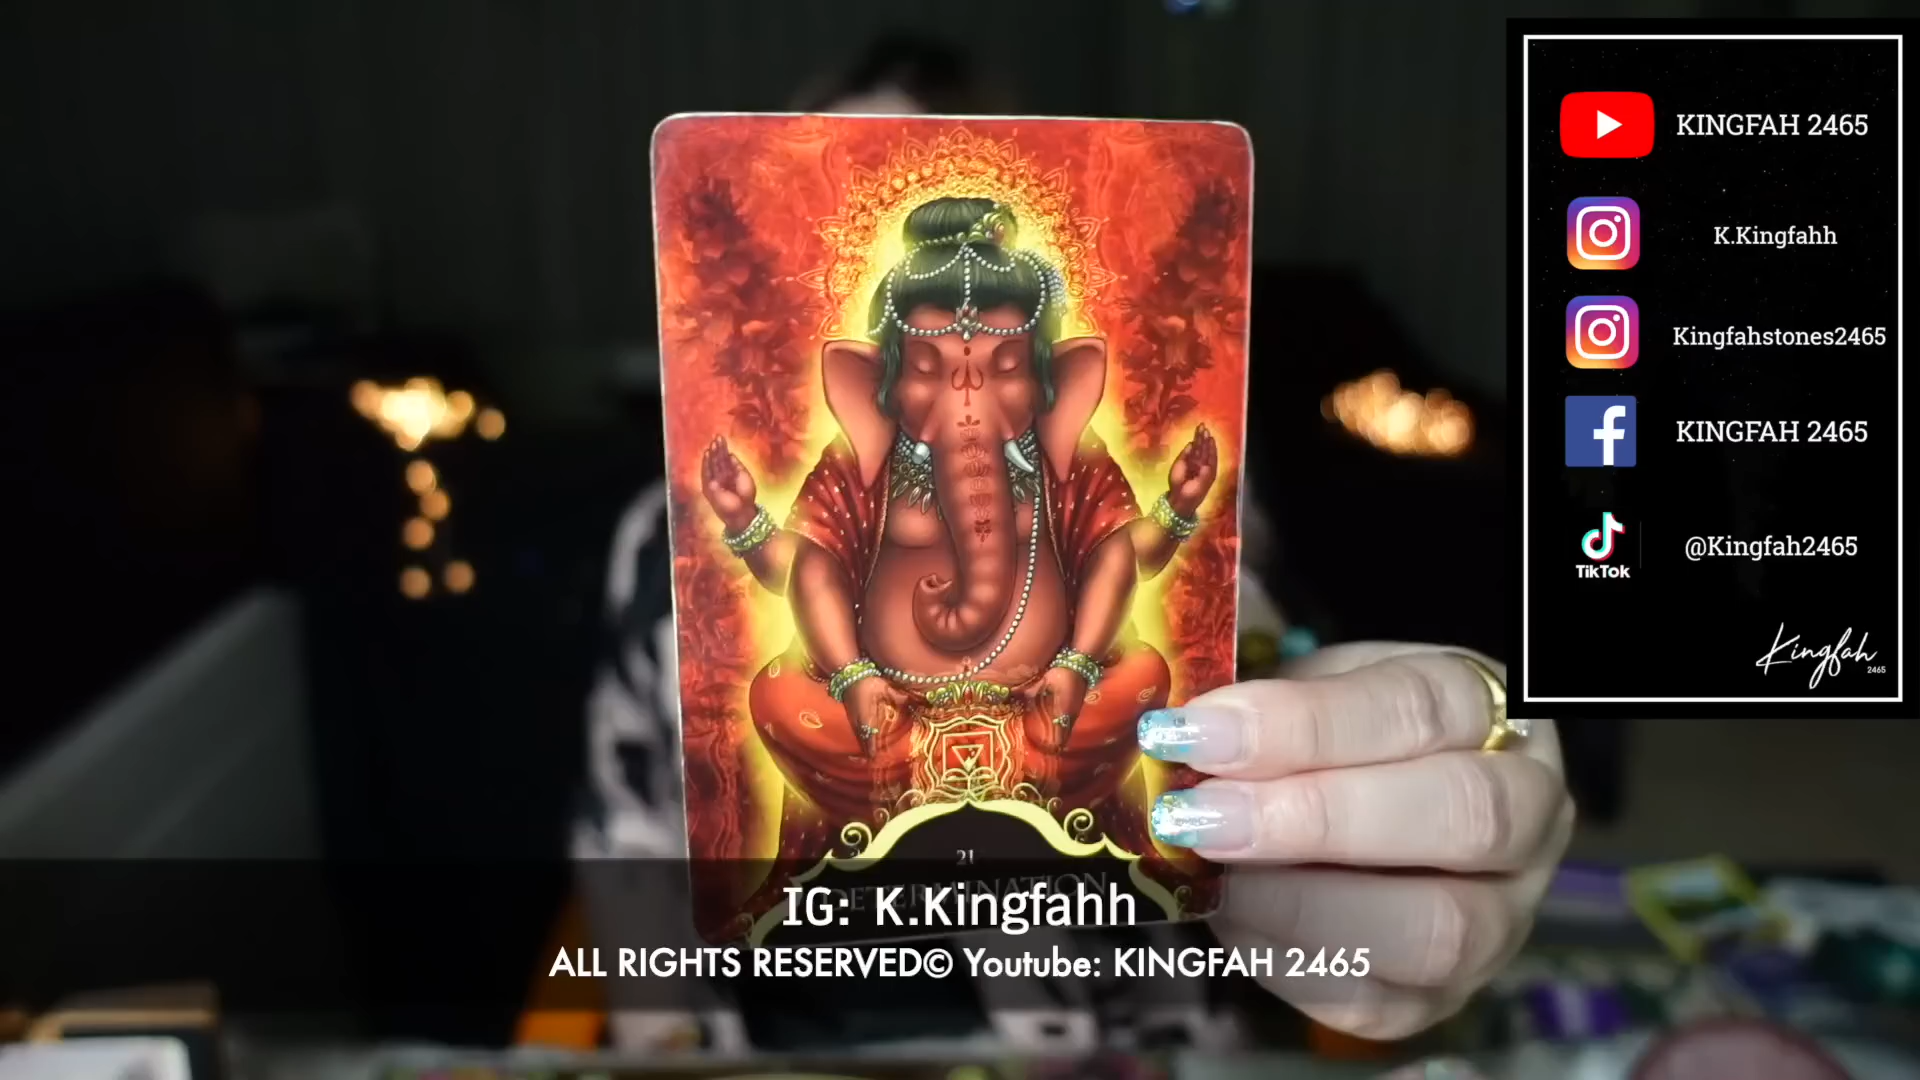 KINGFAH 2465
K.Kingfahh
Kingfahstones2465
KINGFAH 2465
TikTok
@Kingfah2465
Kingfah
2465
21
DETERMINATION
IG: K.Kingfahh
ALL RIGHTS RESERVED© Youtube: KINGFAH 2465